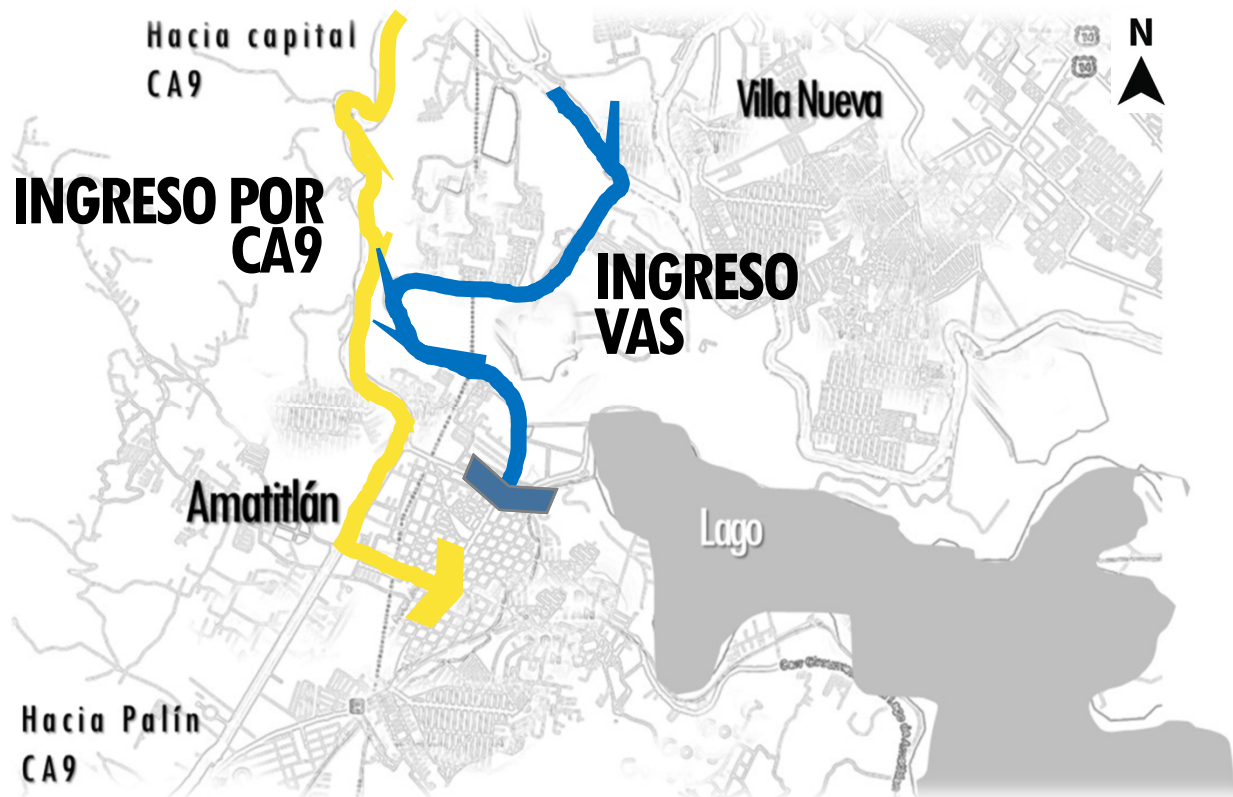 Hacia capital
CA9
N
Villa Nueva
INGRESO POR
CA9
INGRESO
VAS
Amatitlán
Lago
Hacia Palín
CA9